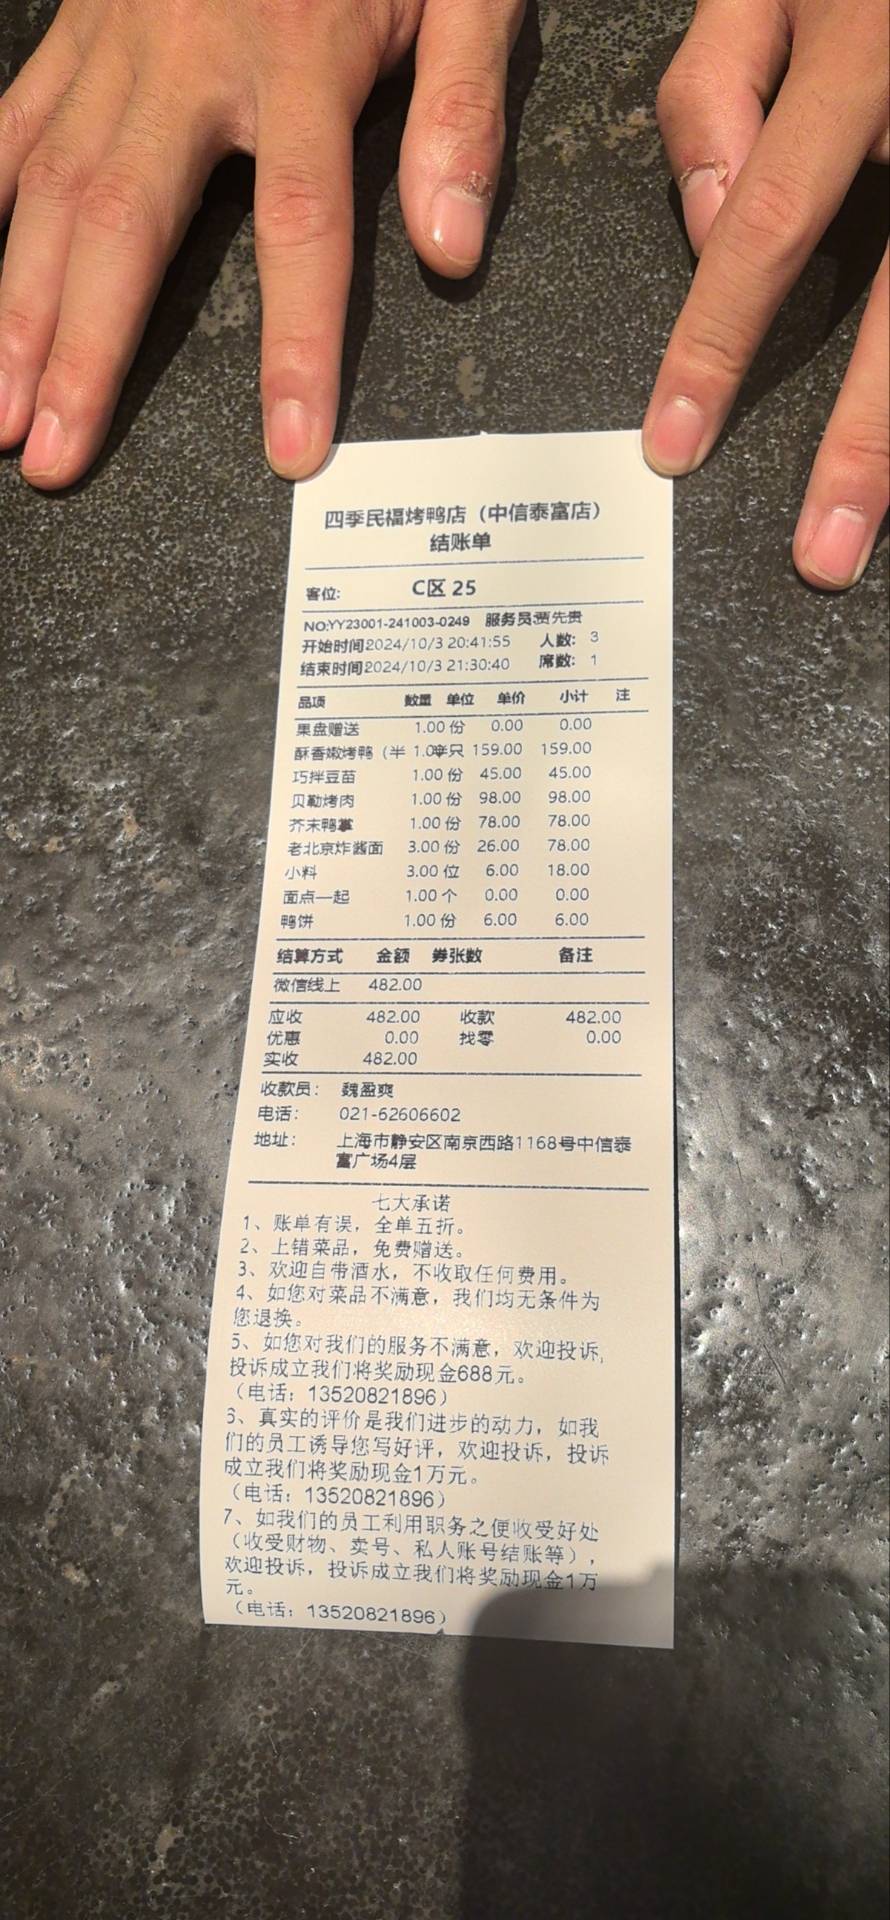 四季民福烤鸭店（中信泰富店）
结账单
客位: C区 25
NO:YY23001-241003-0249 服务员:贾先贵
开始时间2024/10/3 20:41:55 人数: 3
结束时间2024/10/3 21:30:40 席数: 1
品项 数量 单位 单价 小计 注
果盘赠送 1.00 份 0.00 0.00
酥香嫩烤鸭（半 1.00 半只 159.00 159.00
巧拌豆苗 1.00 份 45.00 45.00
贝勒烤肉 1.00 份 98.00 98.00
芥末鸭掌 1.00 份 78.00 78.00
老北京炸酱面 3.00 份 26.00 78.00
小料 3.00 位 6.00 18.00
面点一起 1.00 个 0.00 0.00
鸭饼 1.00 份 6.00 6.00
结算方式 金额 券张数 备注
微信线上 482.00
应收 482.00 收款 482.00
优惠 0.00 找零 0.00
实收 482.00
收款员: 魏盈爽
电话: 021-62606602
地址: 上海市静安区南京西路1168号中信泰
富广场4层
七大承诺
1、账单有误，全单五折。
2、上错菜品，免费赠送。
3、欢迎自带酒水，不收取任何费用。
4、如您对菜品不满意，我们均无条件为
您退换。
5、如您对我们的服务不满意，欢迎投诉,
投诉成立我们将奖励现金688元。
（电话：13520821896）
6、真实的评价是我们进步的动力，如我
们的员工诱导您写好评，欢迎投诉，投诉
成立我们将奖励现金1万元。
（电话：13520821896）
7、如我们的员工利用职务之便收受好处
（收受财物、卖号、私人账号结账等），
欢迎投诉，投诉成立我们将奖励现金1万
元。
（电话：13520821896）